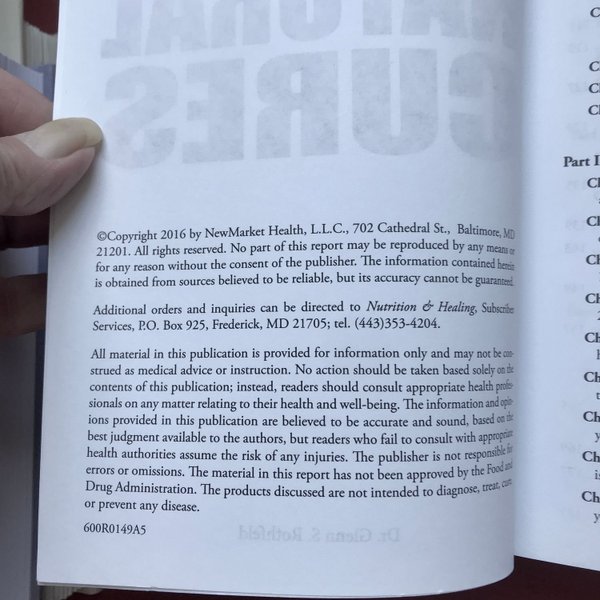 NATURAL
CURES
©Copyright 2016 by NewMarket Health, L.L.C., 702 Cathedral St., Baltimore, MD
21201. All rights reserved. No part of this report may be reproduced by any means or
for any reason without the consent of the publisher. The information contained herein
is obtained from sources believed to be reliable, but its accuracy cannot be guaranteed.
Additional orders and inquiries can be directed to Nutrition & Healing, Subscriber
Services, P.O. Box 925, Frederick, MD 21705; tel. (443)353-4204.
All material in this publication is provided for information only and may not be con-
strued as medical advice or instruction. No action should be taken based solely on the
contents of this publication; instead, readers should consult appropriate health profes-
sionals on any matter relating to their health and well-being. The information and opin-
ions provided in this publication are believed to be accurate and sound, based on the
best judgment available to the authors, but readers who fail to consult with appropriate
health authorities assume the risk of any injuries. The publisher is not responsible for
errors or omissions. The material in this report has not been approved by the Food and
Drug Administration. The products discussed are not intended to diagnose, treat, cure
or prevent any disease.
600R0149A5
Dr. Glenn S. Rothfeld
Part I